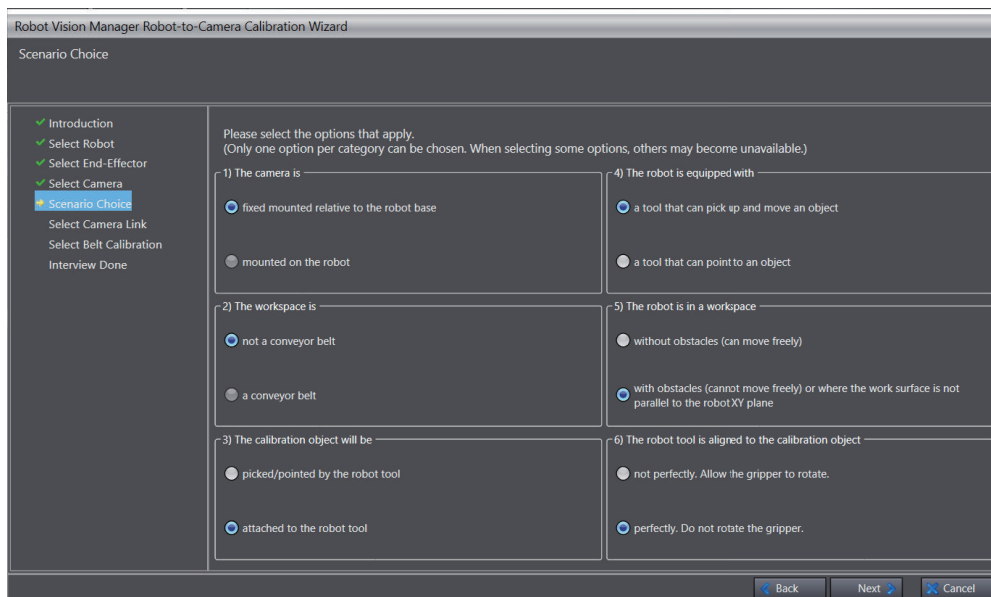 Robot Vision Manager Robot-to-Camera Calibration Wizard
Scenario Choice
Introduction
Select Robot
Select End-Effector
Select Camera
Scenario Choice
Select Camera Link
Select Belt Calibration
Interview Done
Please select the options that apply.
(Only one option per category can be chosen. When selecting some options, others may become unavailable.)
1) The camera is
fixed mounted relative to the robot base
mounted on the robot
2) The workspace is
not a conveyor belt
a conveyor belt
3) The calibration object will be
picked/pointed by the robot tool
attached to the robot tool
4) The robot is equipped with
a tool that can pick up and move an object
a tool that can point to an object
5) The robot is in a workspace
without obstacles (can move freely)
with obstacles (cannot move freely) or where the work surface is not
parallel to the robot XY plane
6) The robot tool is aligned to the calibration object
not perfectly. Allow the gripper to rotate.
perfectly. Do not rotate the gripper.
Back
Next
Cancel